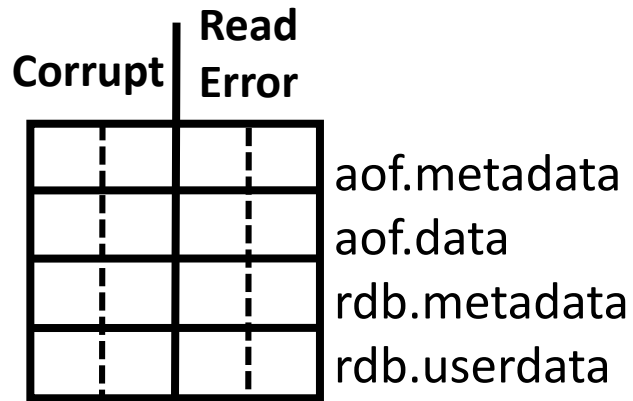 Corrupt
Read
Error
aof.metadata
aof.data
rdb.metadata
rdb.userdata